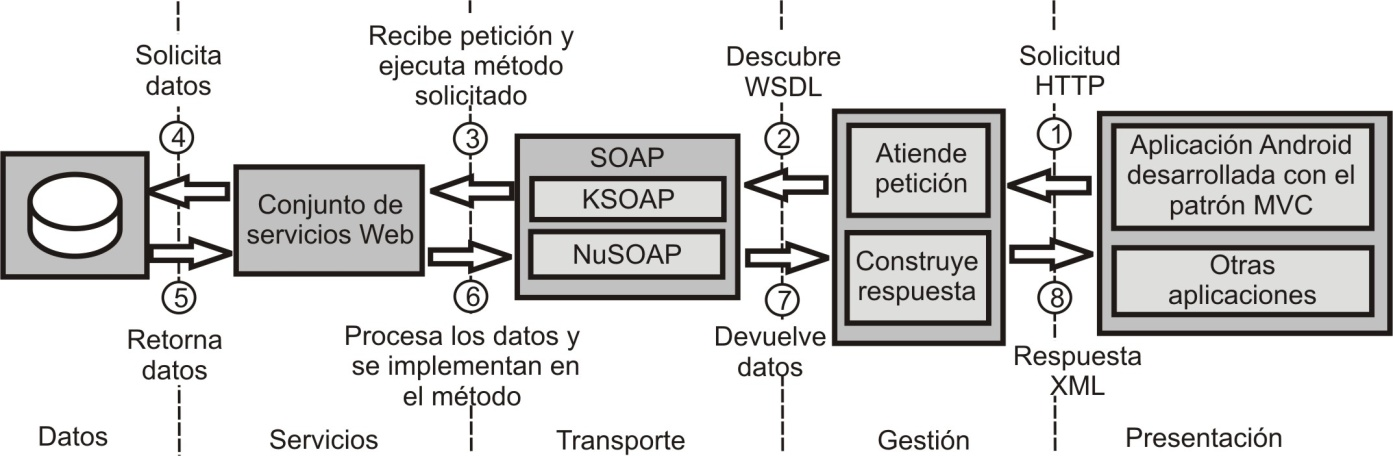 Solicita
datos
4
5
Retorna
datos
Datos
Conjunto de
servicios Web
Servicios
Recibe petición y
ejecuta método
solicitado
3
6
Procesa los datos y
se implementan en
el método
SOAP
KSOAP
NuSOAP
Transporte
Descubre
WSDL
2
7
Devuelve
datos
Atiende
petición
Construye
respuesta
Gestión
Solicitud
HTTP
1
8
Respuesta
XML
Aplicación Android
desarrollada con el
patrón MVC
Otras
aplicaciones
Presentación